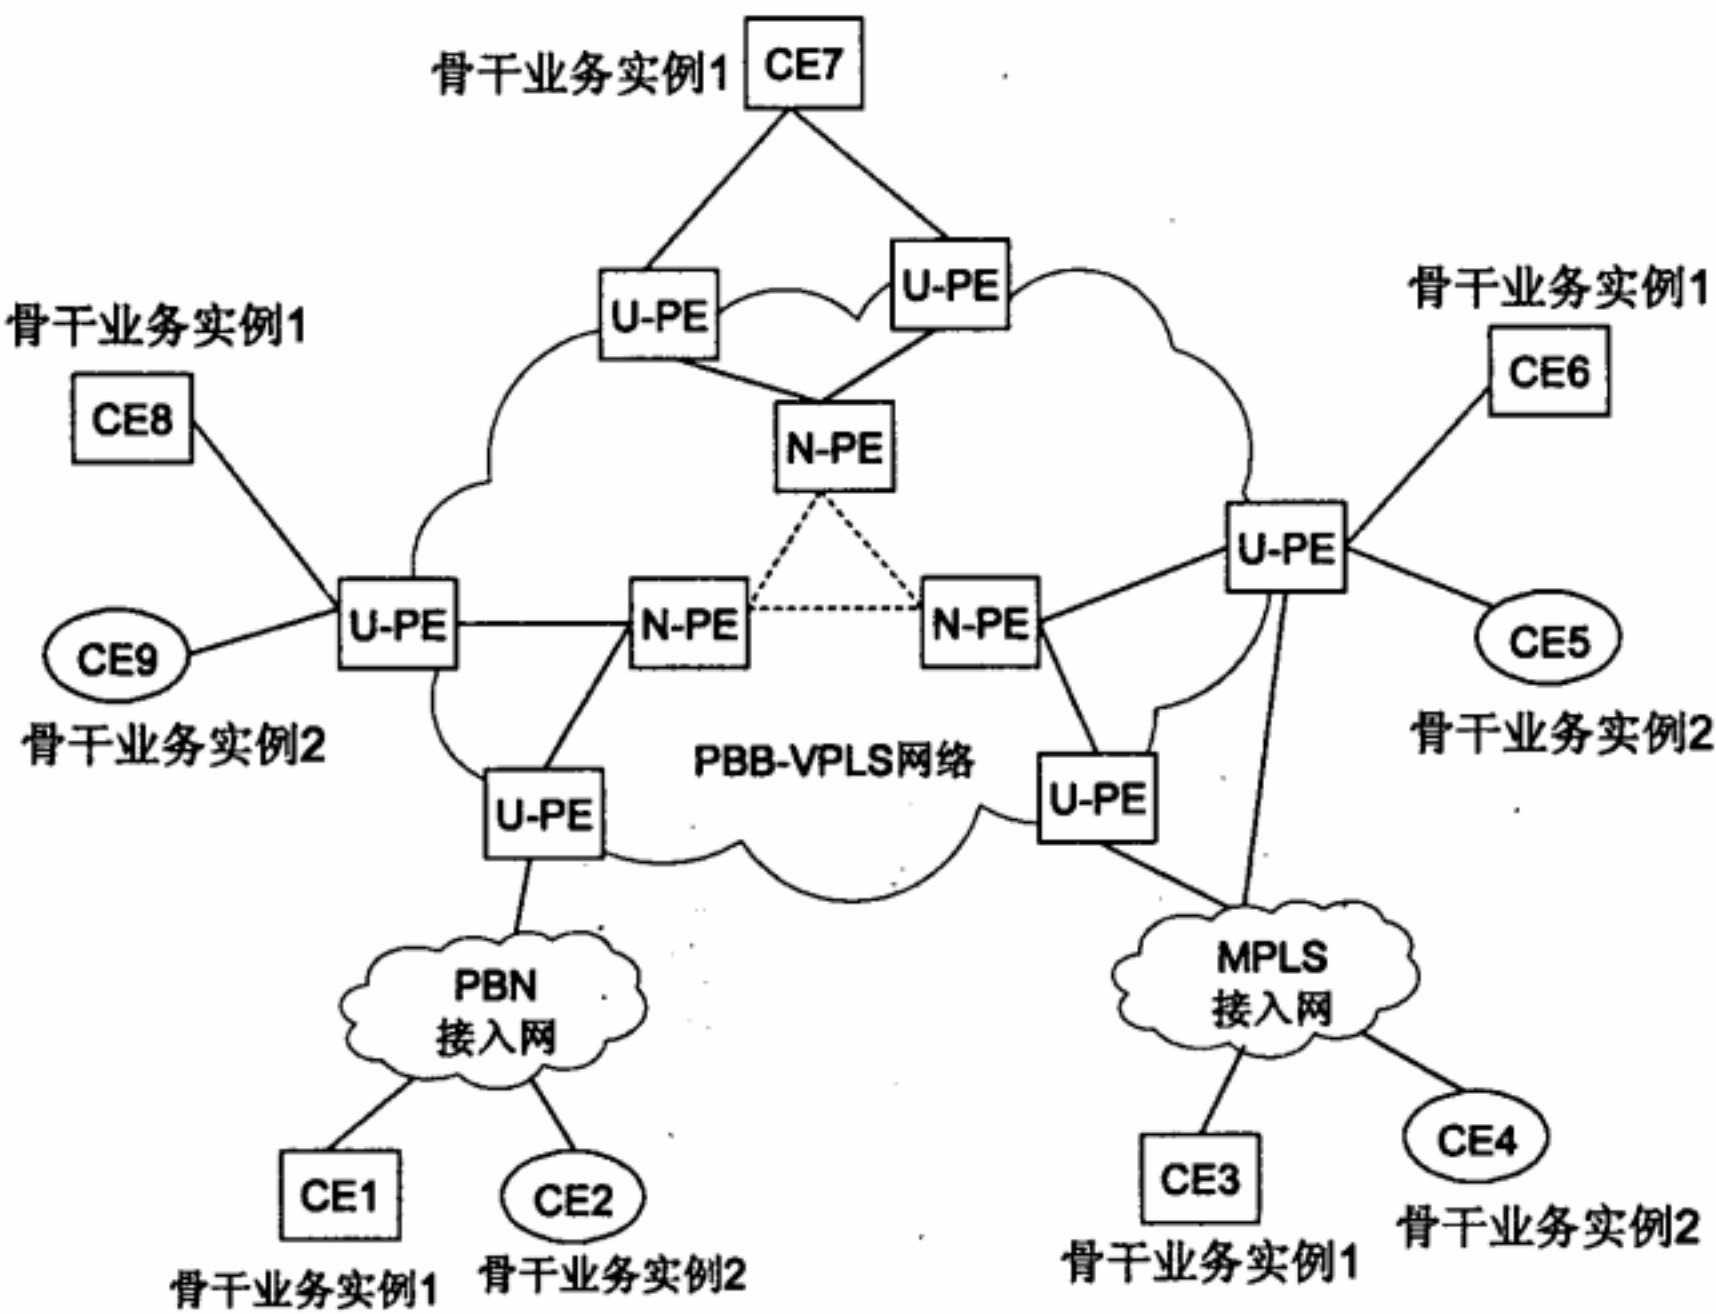 骨干业务实例1
CE7
U-PE
U-PE
骨干业务实例1
CE8
骨干业务实例1
CE6
N-PE
U-PE
CE9
骨干业务实例2
U-PE
N-PE
N-PE
CE5
骨干业务实例2
PBB-VPLS网络
U-PE
U-PE
PBN
接入网
MPLS
接入网
CE1
骨干业务实例1
CE2
骨干业务实例2
CE3
骨干业务实例1
CE4
骨干业务实例2